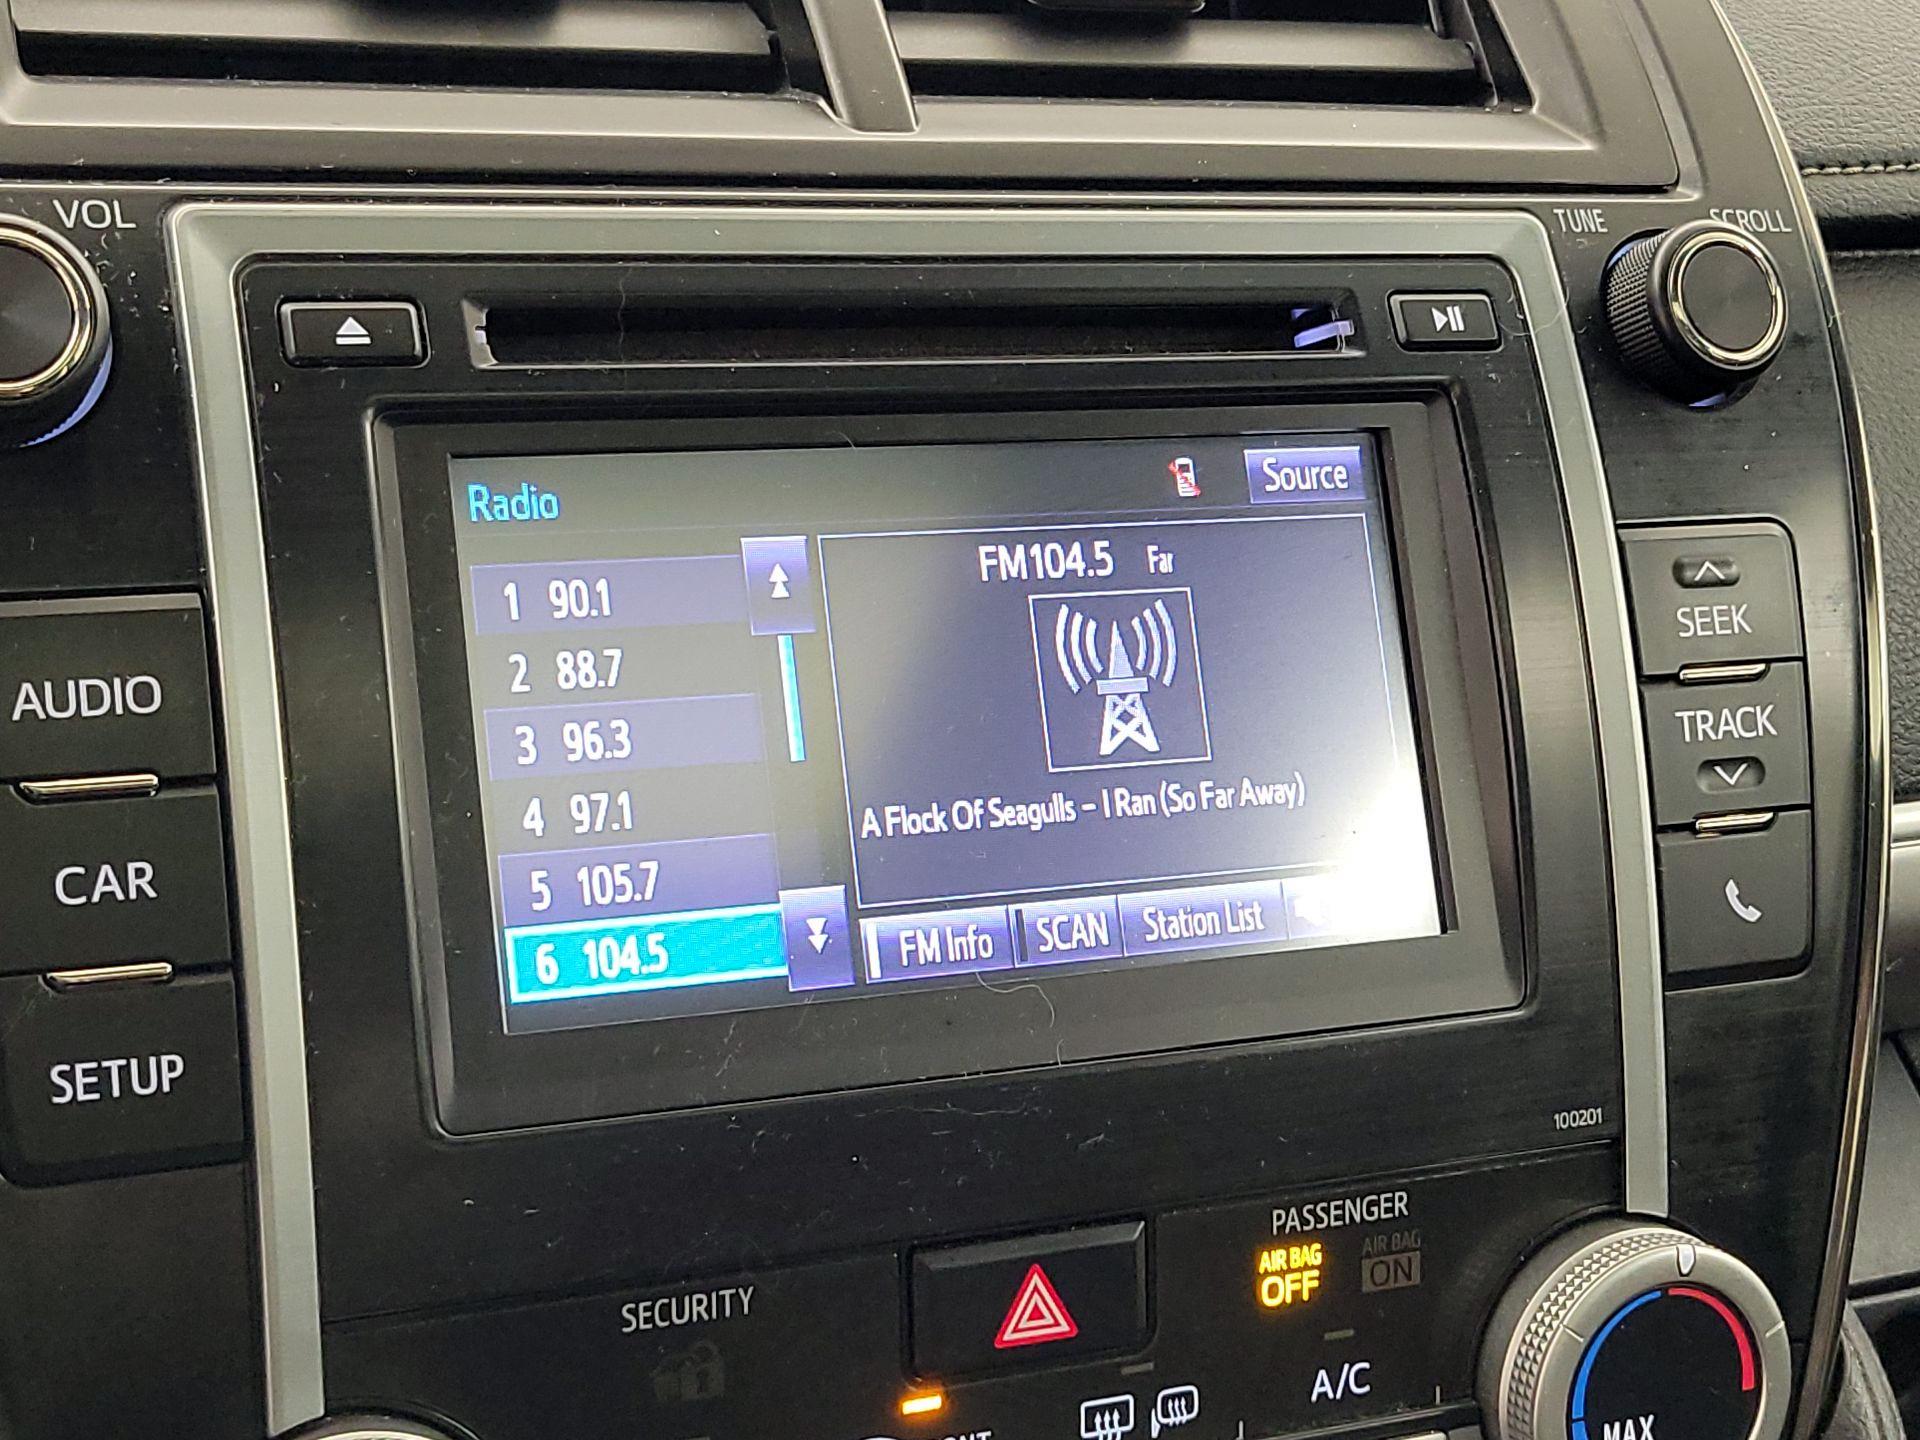 VOL
TUNE SCROLL
Radio
Source
1 90.1
2 88.7
3 96.3
4 97.1
5 105.7
6 104.5
FM104.5 Far
A Flock Of Seagulls - I Ran (So Far Away)
FM Info
SCAN
Station List
AUDIO
CAR
SETUP
SEEK
TRACK
100201
SECURITY
PASSENGER
AIR BAG
OFF
AIR BAG
ON
A/C
MAX